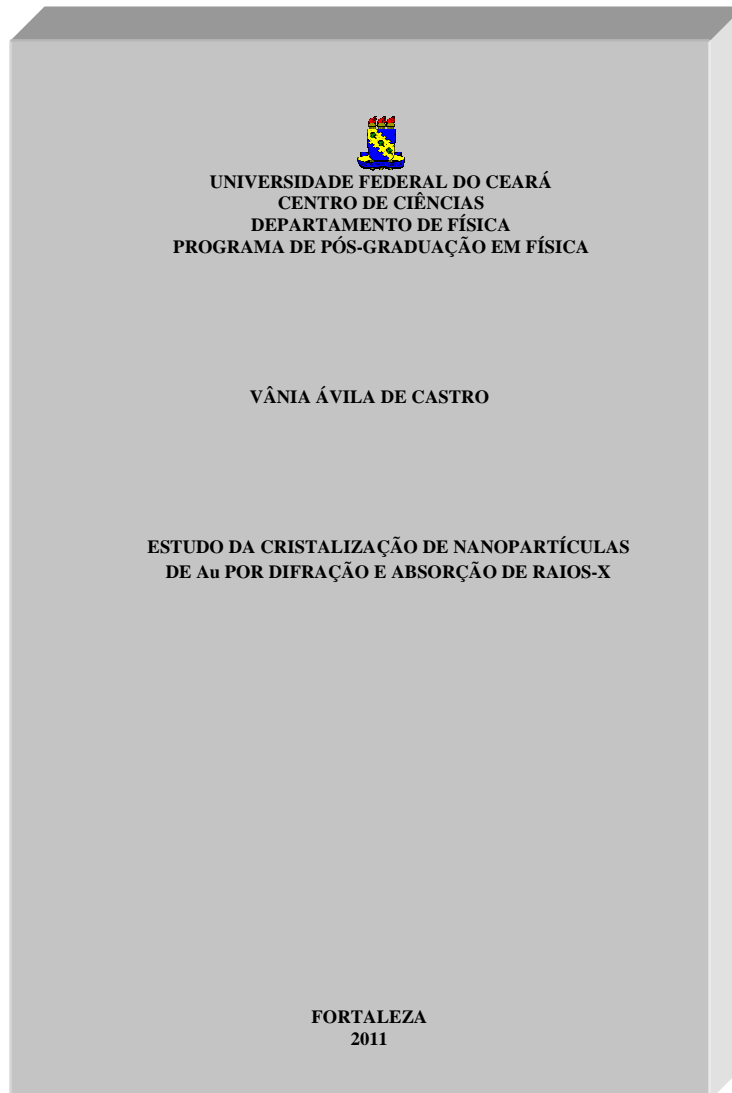 UNIVERSIDADE FEDERAL DO CEARÁ
CENTRO DE CIÊNCIAS
DEPARTAMENTO DE FÍSICA
PROGRAMA DE PÓS-GRADUAÇÃO EM FÍSICA
VÂNIA ÁVILA DE CASTRO
ESTUDO DA CRISTALIZAÇÃO DE NANOPARTÍCULAS
DE Au POR DIFRAÇÃO E ABSORÇÃO DE RAIOS-X
FORTALEZA
2011